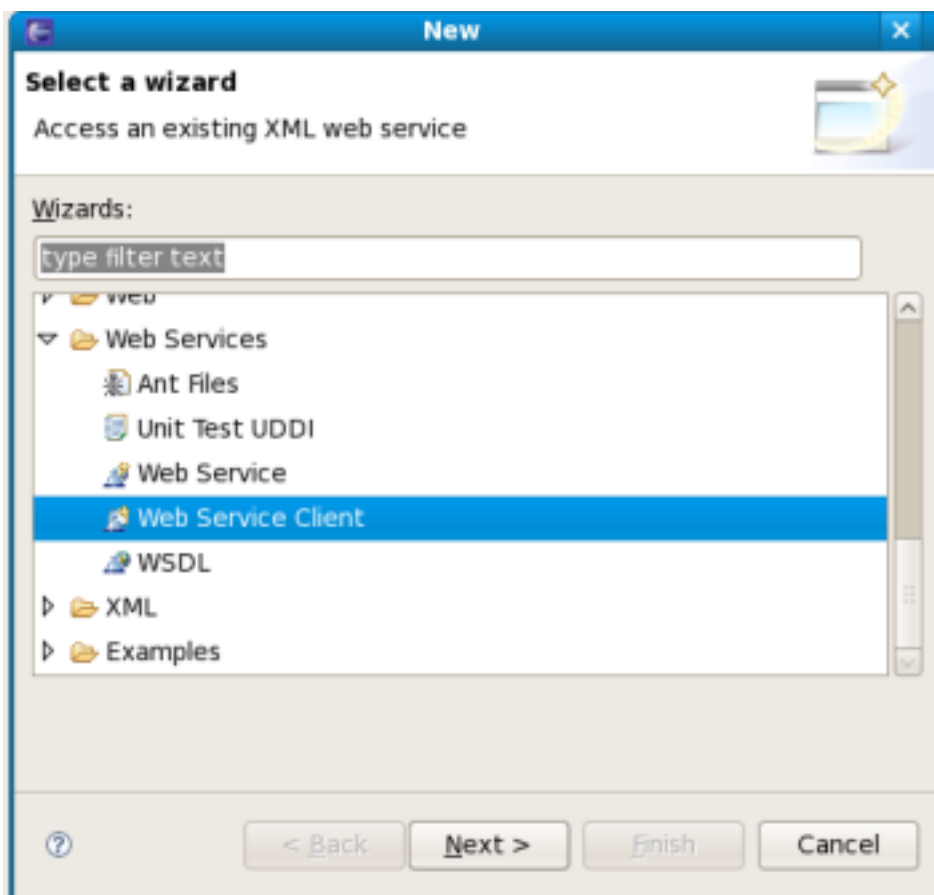 New
Select a wizard
Access an existing XML web service
Wizards:
type filter text
Web
Web Services
Ant Files
Unit Test UDDI
Web Service
Web Service Client
WSDL
XML
Examples
< Back Next > Finish Cancel